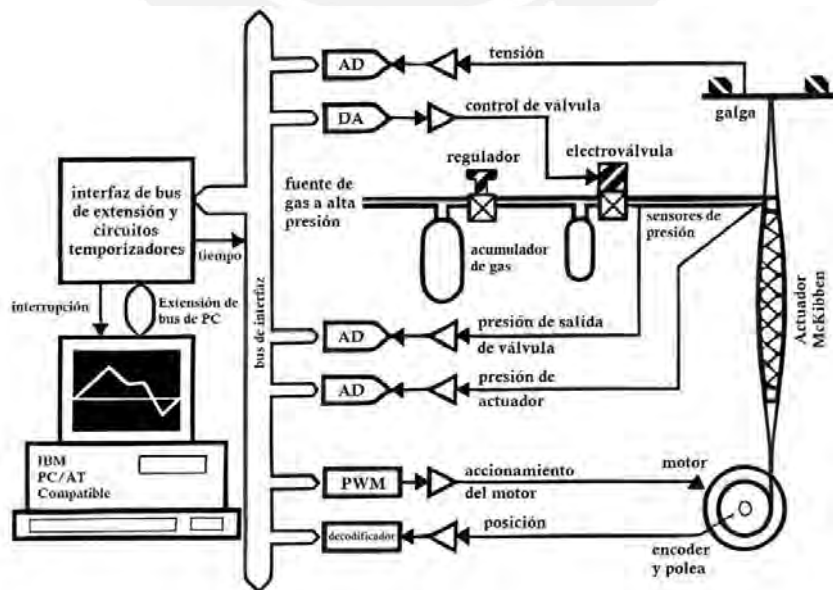 AD
tensión
galga
DA
control de válvula
regulador
electroválvula
fuente de
gas a alta
presión
sensores de
presión
acumulador
de gas
Actuador
McKibben
interfaz de bus
de extensión y
circuitos
temporizadores
tiempo
interrupción
Extensión de
bus de PC
bus de interfaz
AD
presión de salida
de válvula
AD
presión de
actuador
IBM
PC/AT
Compatible
PWM
accionamiento
del motor
motor
decodificador
posición
encoder
y polea